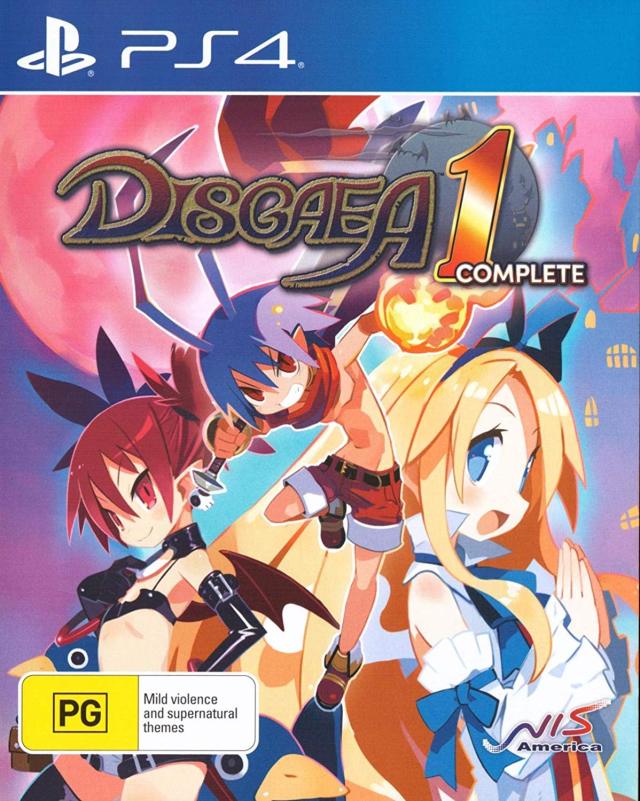 PS4
DISGAEA 1
COMPLETE
PG
Mild violence
and supernatural
themes
NIS
America